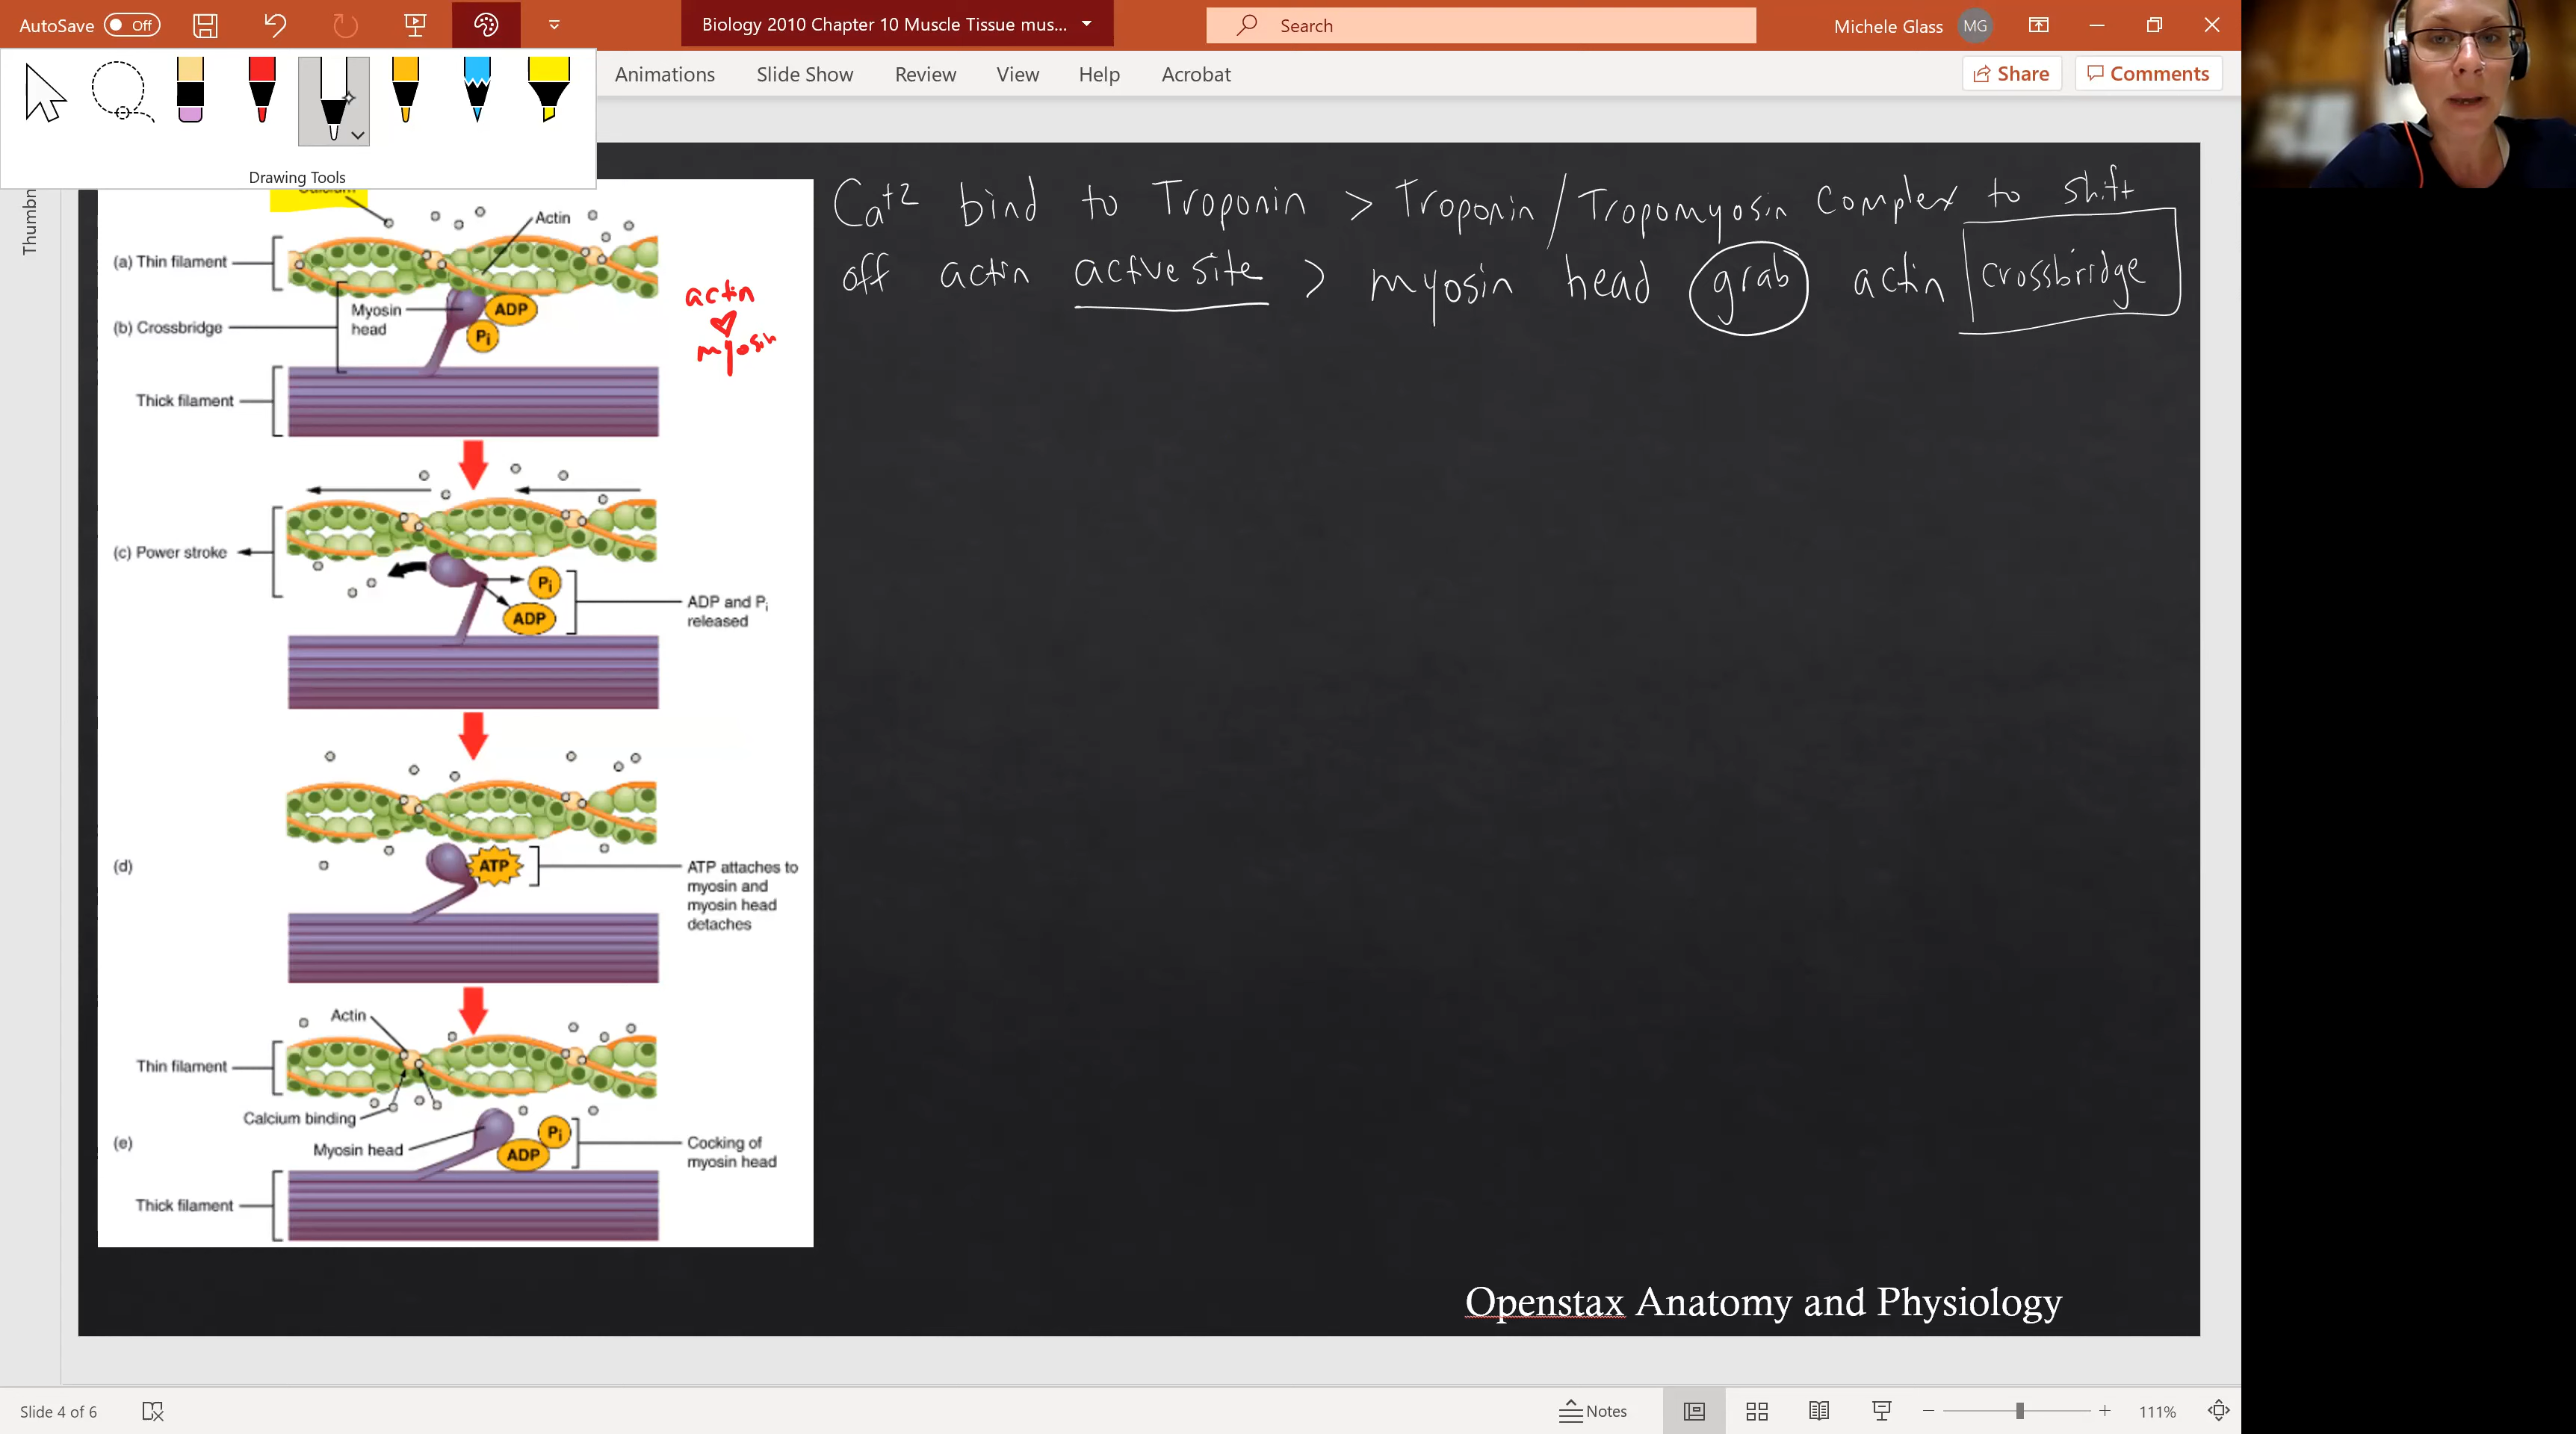 AutoSave Off
Biology 2010 Chapter 10 Muscle Tissue mus...
Search
Michele Glass MG
Animations Slide Show Review View Help Acrobat
Share Comments
Drawing Tools
Thumbn
Calcium
Actin
(a) Thin filament
Myosin head
ADP
Pi
(b) Crossbridge
Thick filament
actin
myosin
Ca+2 bind to Troponin > Troponin/Tropomyosin complex to shift
off actin active site > myosin head grab actin crossbridge
(c) Power stroke
Pi
ADP
ADP and Pi
released
(d)
ATP
ATP attaches to
myosin and
myosin head
detaches
Actin
Thin filament
Calcium binding
(e)
Myosin head
Pi
ADP
Cocking of
myosin head
Thick filament
Openstax Anatomy and Physiology
Slide 4 of 6
Notes
111%